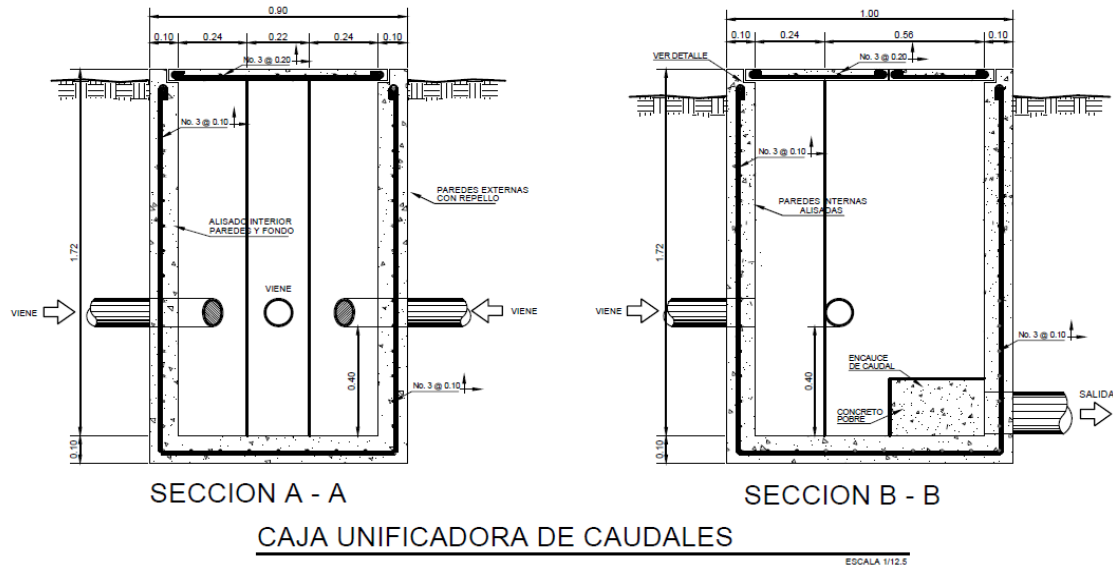 0.90
0.10
0.24
0.22
0.24
0.10
No. 3 @ 0.20
No. 3 @ 0.10
PAREDES EXTERNAS
CON REPELLO
ALISADO INTERIOR
PAREDES Y FONDO
1.72
VIENE
VIENE
VIENE
0.40
No. 3 @ 0.10
0.10
SECCION A - A
1.00
0.10
0.24
0.56
0.10
VER DETALLE
No. 3 @ 0.20
No. 3 @ 0.10
PAREDES INTERNAS
ALISADAS
1.72
VIENE
No. 3 @ 0.10
0.40
ENCAUCE
DE CAUDAL
CONCRETO
POBRE
SALIDA
0.10
SECCION B - B
CAJA UNIFICADORA DE CAUDALES
ESCALA 1/12.5